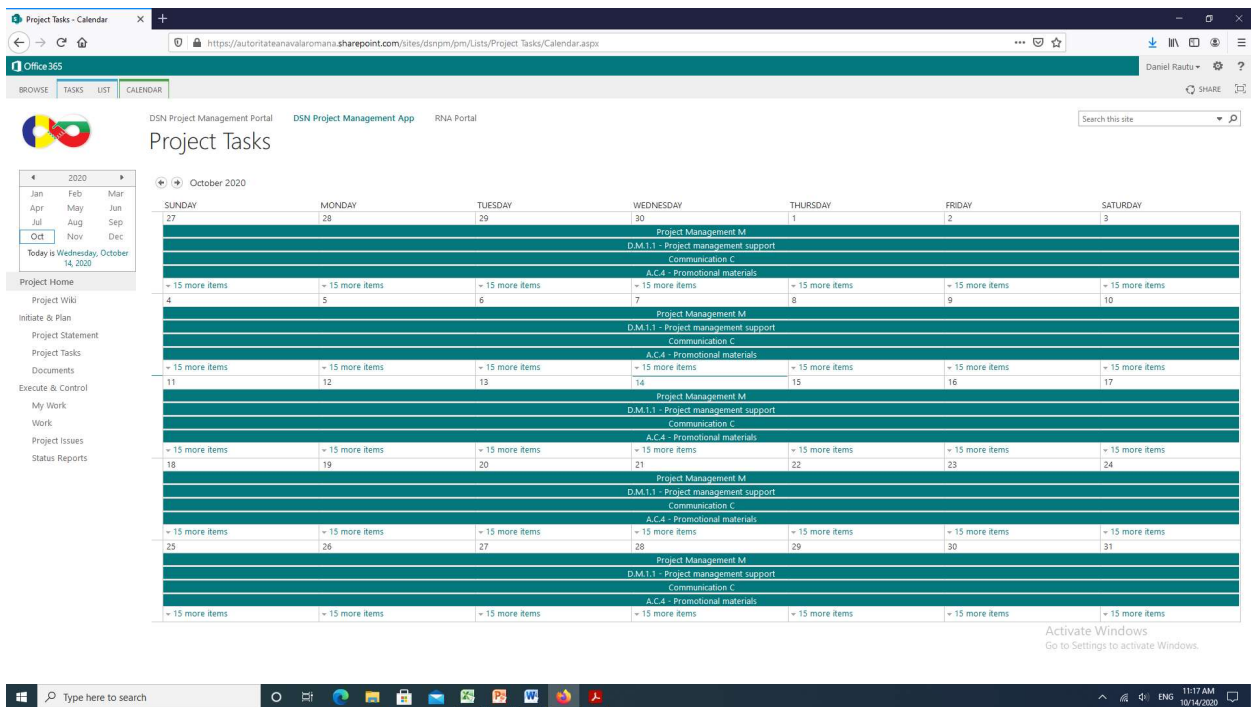 Project Tasks - Calendar
https://autoritateanavalaromana.sharepoint.com/sites/dsnpm/pm/Lists/Project Tasks/Calendar.aspx
Office 365
Daniel Rautu
?
BROWSE TASKS LIST CALENDAR
SHARE
DSN Project Management Portal DSN Project Management App RNA Portal
Search this site
Project Tasks
2020
Jan Feb Mar
Apr May Jun
Jul Aug Sep
Oct Nov Dec
Today is Wednesday, October
14, 2020
Project Home
Project Wiki
Initiate & Plan
Project Statement
Project Tasks
Documents
Execute & Control
My Work
Work
Project Issues
Status Reports
October 2020
SUNDAY MONDAY TUESDAY WEDNESDAY THURSDAY FRIDAY SATURDAY
27 28 29 30 1 2 3
Project Management M
D.M.1.1 - Project management support
Communication C
A.C.4 - Promotional materials
15 more items 15 more items 15 more items 15 more items 15 more items 15 more items 15 more items
4 5 6 7 8 9 10
Project Management M
D.M.1.1 - Project management support
Communication C
A.C.4 - Promotional materials
15 more items 15 more items 15 more items 15 more items 15 more items 15 more items 15 more items
11 12 13 14 15 16 17
Project Management M
D.M.1.1 - Project management support
Communication C
A.C.4 - Promotional materials
15 more items 15 more items 15 more items 15 more items 15 more items 15 more items 15 more items
18 19 20 21 22 23 24
Project Management M
D.M.1.1 - Project management support
Communication C
A.C.4 - Promotional materials
15 more items 15 more items 15 more items 15 more items 15 more items 15 more items 15 more items
25 26 27 28 29 30 31
Project Management M
D.M.1.1 - Project management support
Communication C
A.C.4 - Promotional materials
15 more items 15 more items 15 more items 15 more items 15 more items 15 more items 15 more items
Activate Windows
Go to Settings to activate Windows.
Type here to search
ENG
11:17 AM
10/14/2020